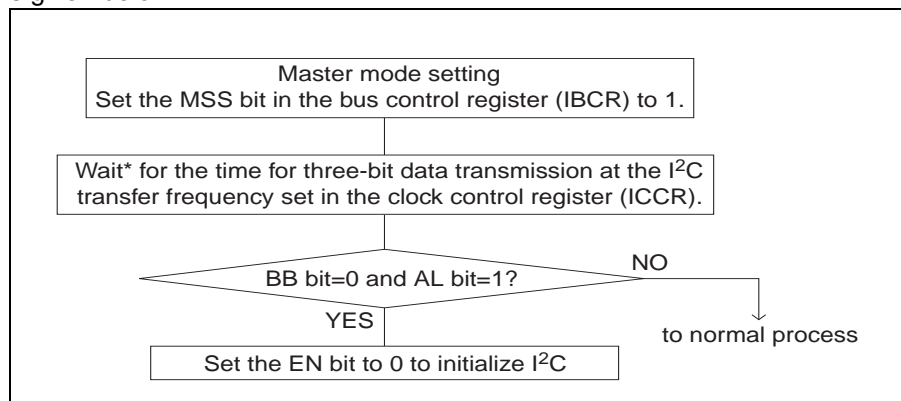 Master mode setting
Set the MSS bit in the bus control register (IBCR) to 1.
Wait* for the time for three-bit data transmission at the I2C
transfer frequency set in the clock control register (ICCR).
BB bit=0 and AL bit=1?
NO
YES
to normal process
Set the EN bit to 0 to initialize I2C